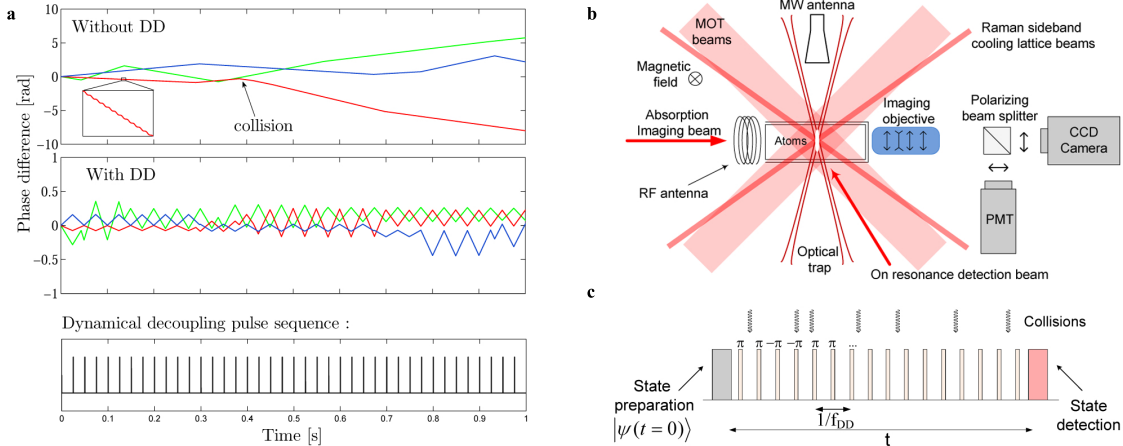 a
Without DD
10
5
0
-5
-10
collision
Phase difference [rad]
With DD
1
0.5
0
-0.5
-1
Dynamical decoupling pulse sequence :
0 0.1 0.2 0.3 0.4 0.5 0.6 0.7 0.8 0.9 1
Time [s]
b
MW antenna
MOT
beams
Raman sideband
cooling lattice beams
Magnetic
field
Absorption
Imaging beam
Atoms
Imaging
objective
Polarizing
beam splitter
CCD
Camera
RF antenna
PMT
Optical
trap
On resonance detection beam
c
Collisions
π π −π −π π π ...
State
preparation
|ψ(t=0)⟩
1/f_DD
t
State
detection